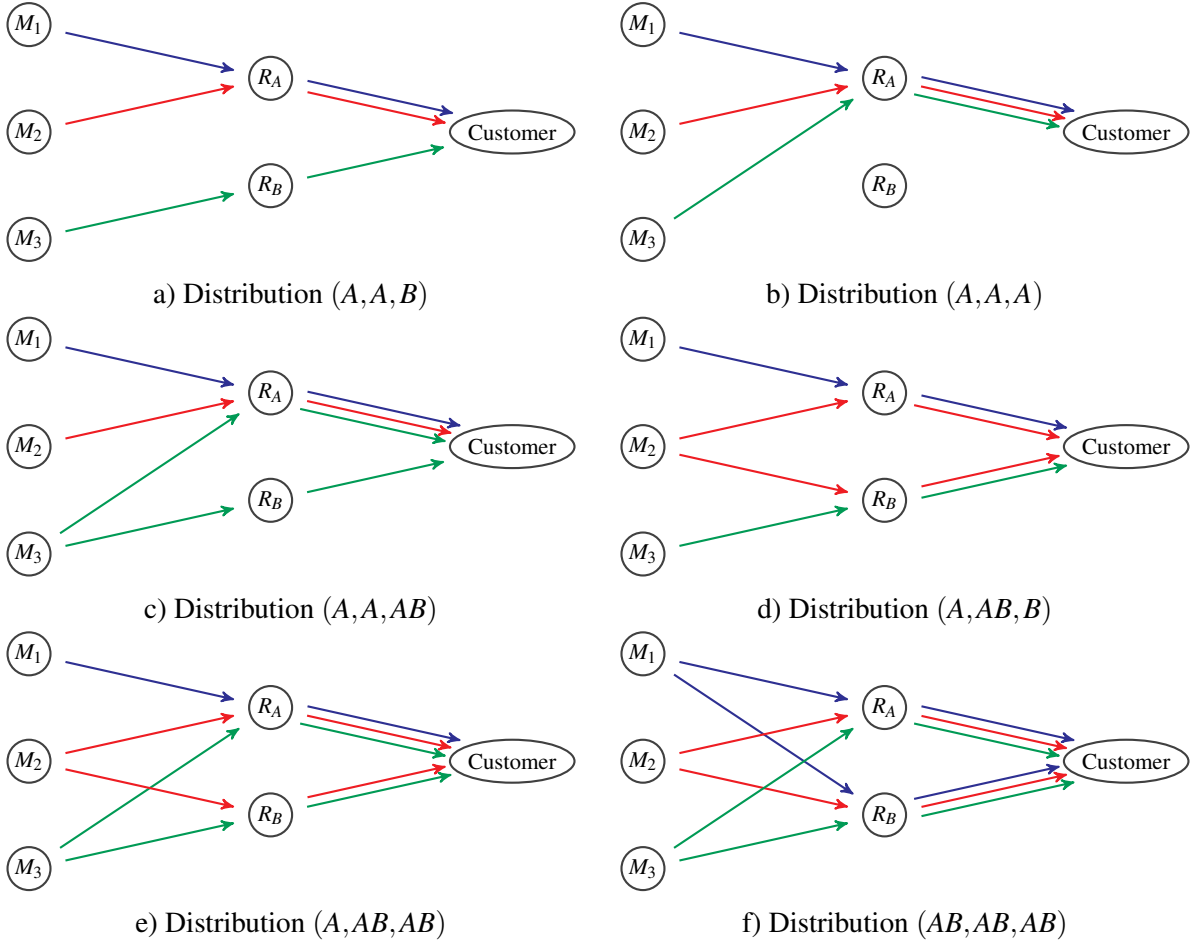 M1
RA
M2
Customer
RB
M3
a) Distribution (A,A,B)
M1
RA
M2
Customer
RB
M3
b) Distribution (A,A,A)
M1
RA
M2
Customer
RB
M3
c) Distribution (A,A,AB)
M1
RA
M2
Customer
RB
M3
d) Distribution (A,AB,B)
M1
RA
M2
Customer
RB
M3
e) Distribution (A,AB,AB)
M1
RA
M2
Customer
RB
M3
f) Distribution (AB,AB,AB)